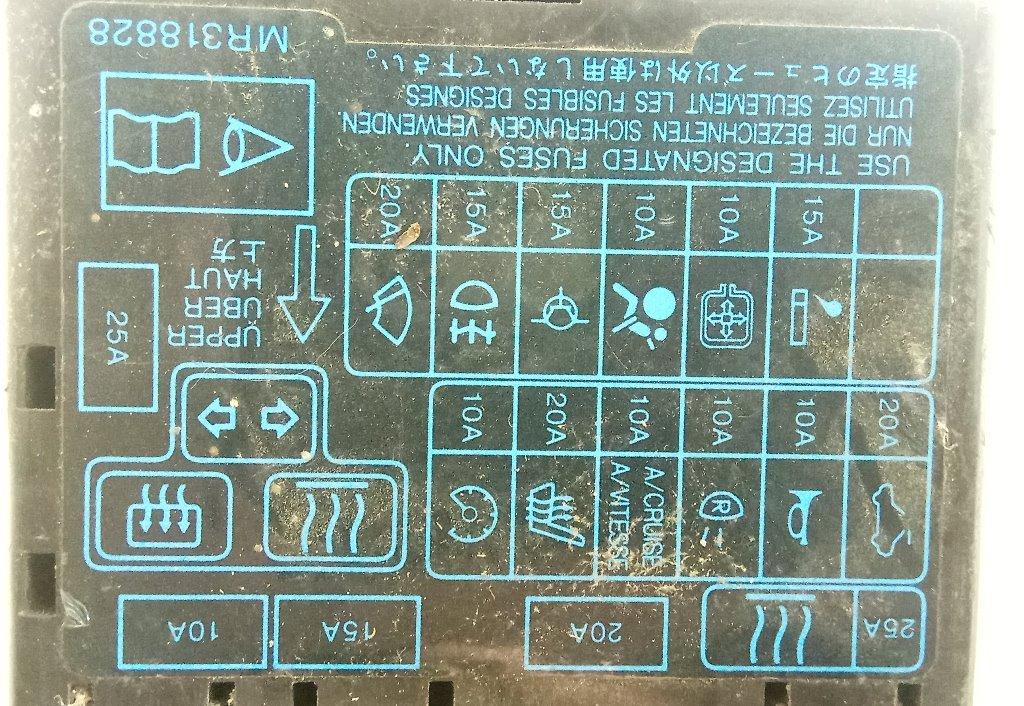 25A
20A
15A
10A
A/CRUISE
A/VITESSE
20A
10A
10A
10A
20A
10A
UPPER
ÜBER
HAUT
上方
25A
15A
10A
10A
15A
15A
20A
USE THE DESIGNATED FUSES ONLY.
NUR DIE BEZEICHNETEN SICHERUNGEN VERWENDEN.
UTILISEZ SEULEMENT LES FUSIBLES DESIGNES
指定のヒューズ以外は使用しないで下さい。
MR318828